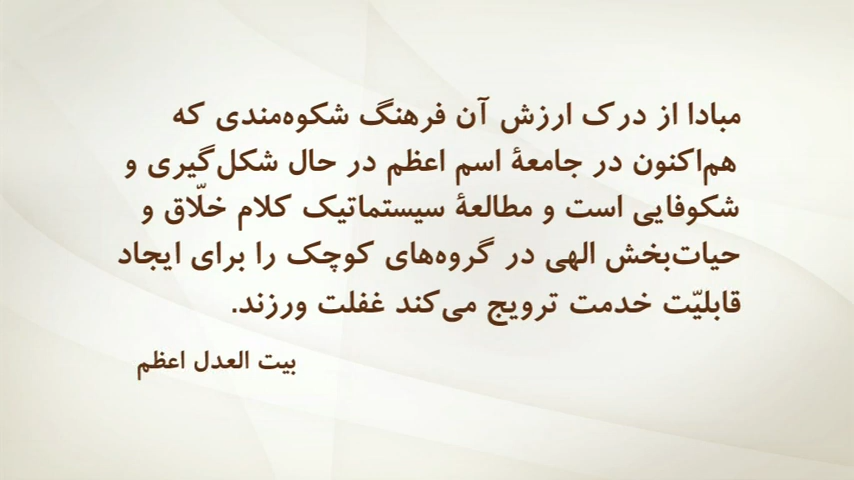 مبادا از درک ارزش آن فرهنگ شکوه‌مندی که
هم‌اکنون در جامعهٔ اسم اعظم در حال شکل‌گیری و
شکوفایی است و مطالعهٔ سیستماتیک کلام خلّاق و
حیات‌بخش الهی در گروه‌های کوچک را برای ایجاد
قابلیّت خدمت ترویج می‌کند غفلت ورزند.
بیت العدل اعظم